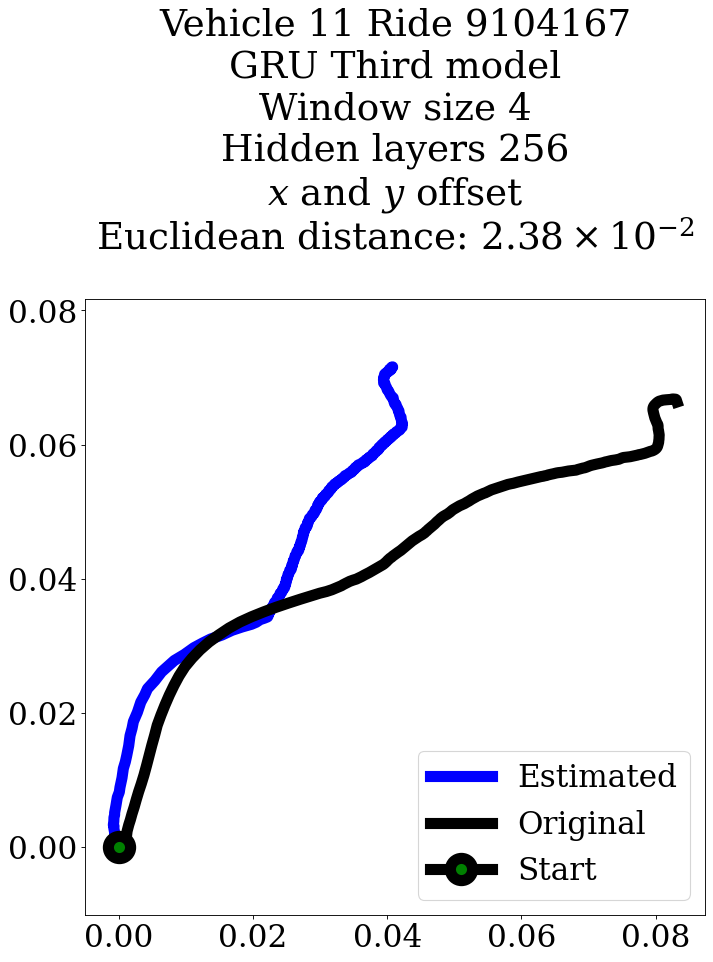 Vehicle 11 Ride 9104167
GRU Third model
Window size 4
Hidden layers 256
x and y offset
Euclidean distance: 2.38 × 10⁻²
0.08
0.06
0.04
0.02
0.00
Estimated
Original
Start
0.00 0.02 0.04 0.06 0.08